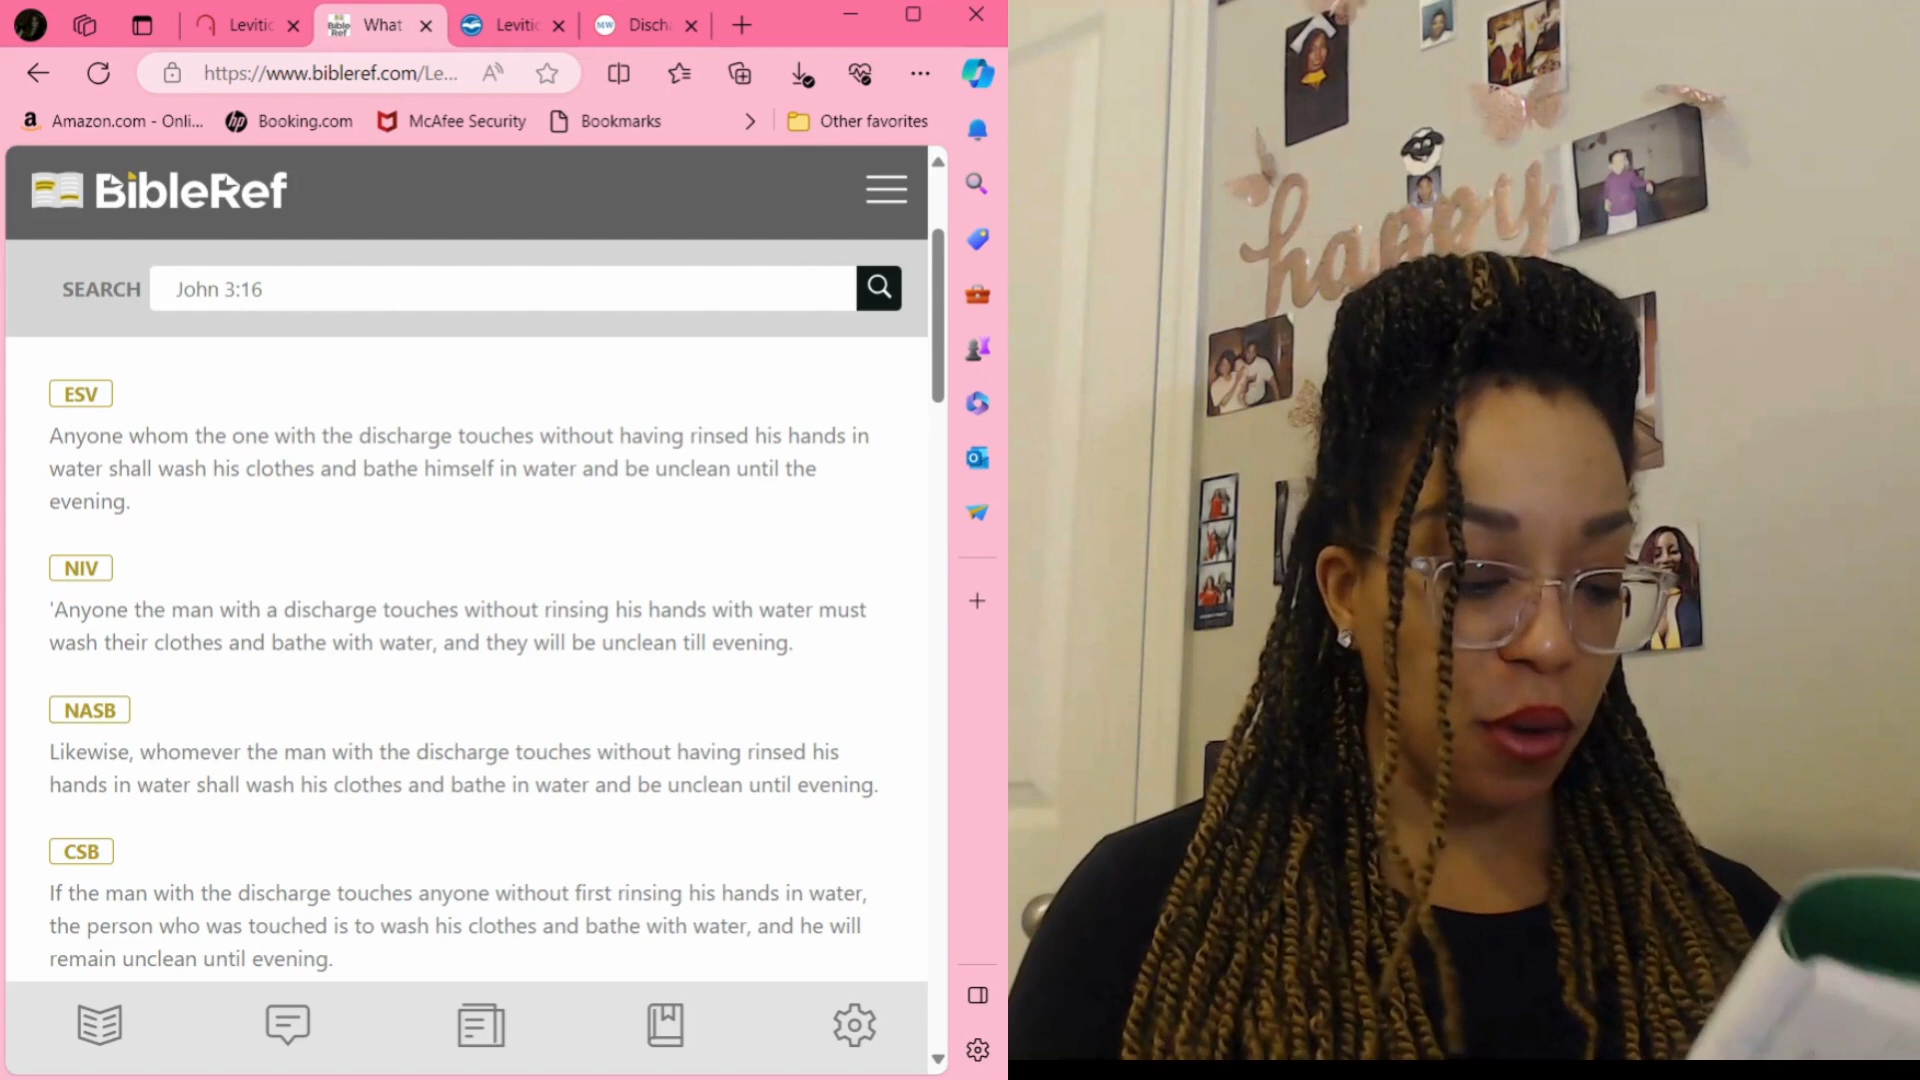 Levitic
What
Levitic
MW
Disch
https://www.bibleref.com/Le...
Amazon.com - Onli...
Booking.com
McAfee Security
Bookmarks
Other favorites
BibleRef
SEARCH
John 3:16
ESV
Anyone whom the one with the discharge touches without having rinsed his hands in
water shall wash his clothes and bathe himself in water and be unclean until the
evening.
NIV
'Anyone the man with a discharge touches without rinsing his hands with water must
wash their clothes and bathe with water, and they will be unclean till evening.
NASB
Likewise, whomever the man with the discharge touches without having rinsed his
hands in water shall wash his clothes and bathe in water and be unclean until evening.
CSB
If the man with the discharge touches anyone without first rinsing his hands in water,
the person who was touched is to wash his clothes and bathe with water, and he will
remain unclean until evening.
happy